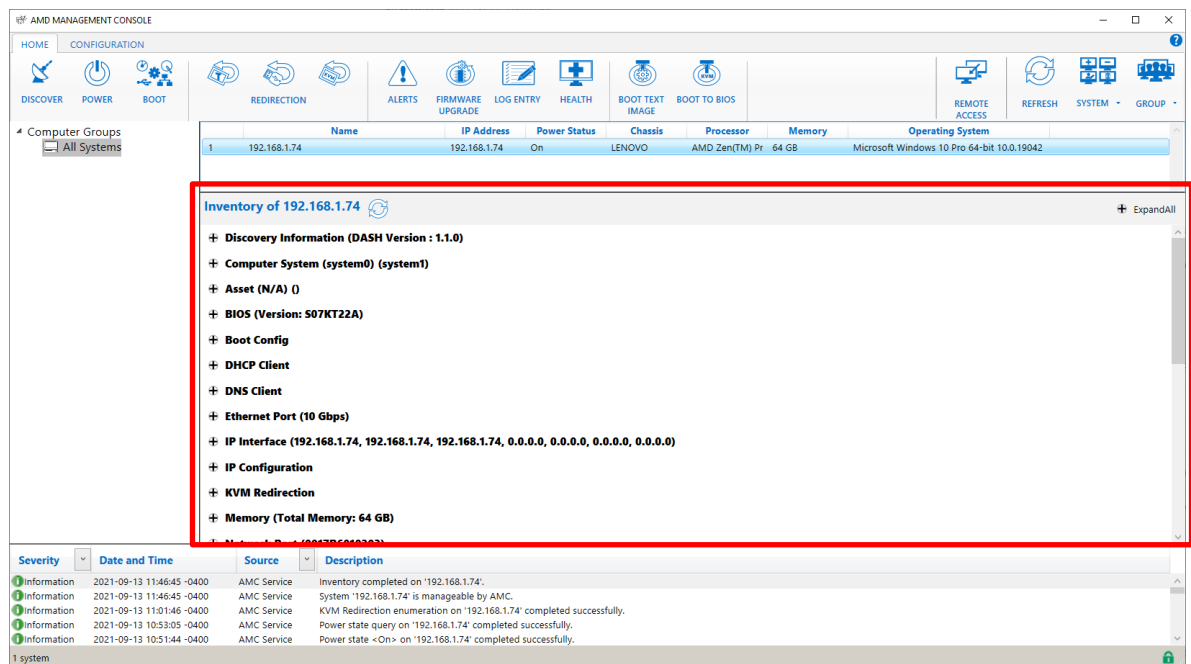 AMD MANAGEMENT CONSOLE
HOME CONFIGURATION
DISCOVER POWER BOOT REDIRECTION ALERTS FIRMWARE UPGRADE LOG ENTRY HEALTH BOOT TEXT IMAGE BOOT TO BIOS REMOTE ACCESS REFRESH SYSTEM GROUP
Computer Groups
All Systems
Name IP Address Power Status Chassis Processor Memory Operating System
1 192.168.1.74 192.168.1.74 On LENOVO AMD Zen(TM) Pr 64 GB Microsoft Windows 10 Pro 64-bit 10.0.19042
Inventory of 192.168.1.74
ExpandAll
Discovery Information (DASH Version : 1.1.0)
Computer System (system0) (system1)
Asset (N/A) ()
BIOS (Version: S07KT22A)
Boot Config
DHCP Client
DNS Client
Ethernet Port (10 Gbps)
IP Interface (192.168.1.74, 192.168.1.74, 192.168.1.74, 0.0.0.0, 0.0.0.0, 0.0.0.0, 0.0.0.0)
IP Configuration
KVM Redirection
Memory (Total Memory: 64 GB)
Severity Date and Time Source Description
Information 2021-09-13 11:46:45 -0400 AMC Service Inventory completed on '192.168.1.74'.
Information 2021-09-13 11:46:45 -0400 AMC Service System '192.168.1.74' is manageable by AMC.
Information 2021-09-13 11:01:46 -0400 AMC Service KVM Redirection enumeration on '192.168.1.74' completed successfully.
Information 2021-09-13 10:53:05 -0400 AMC Service Power state query on '192.168.1.74' completed successfully.
Information 2021-09-13 10:51:44 -0400 AMC Service Power state <On> on '192.168.1.74' completed successfully.
1 system